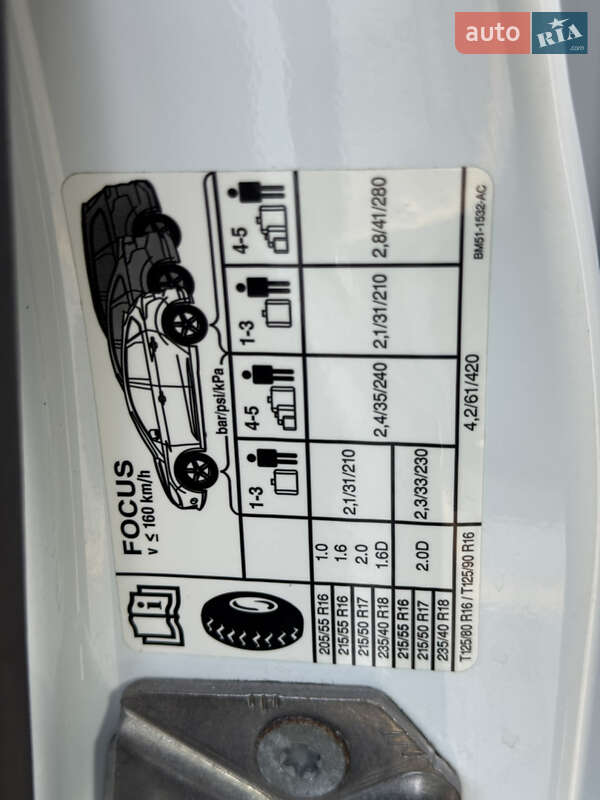 auto RIA.com
FOCUS
v ≤ 160 km/h
bar/psi/kPa
1-3
4-5
1-3
4-5
205/55 R16
215/55 R16
215/50 R17
235/40 R18
1.0
1.6
2.0
1.6D
2,1/31/210
2,4/35/240
2,1/31/210
2,8/41/280
215/55 R16
215/50 R17
235/40 R18
2.0D
2,3/33/230
T125/80 R16 / T125/90 R16
4,2/61/420
BM51-1532-AC